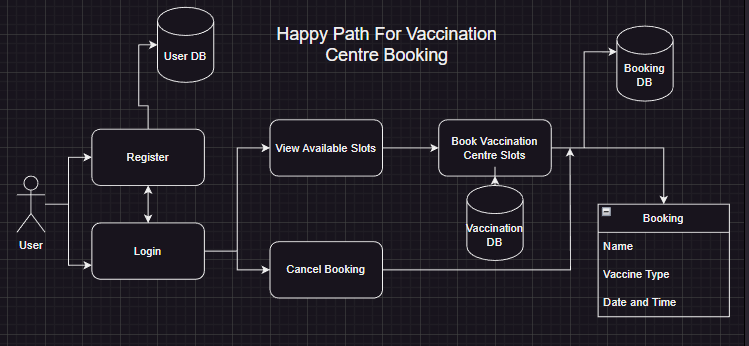 Happy Path For Vaccination
Centre Booking
User DB
Booking
DB
Register
View Available Slots
Book Vaccination
Centre Slots
User
Login
Vaccination
DB
Cancel Booking
Booking
Name
Vaccine Type
Date and Time